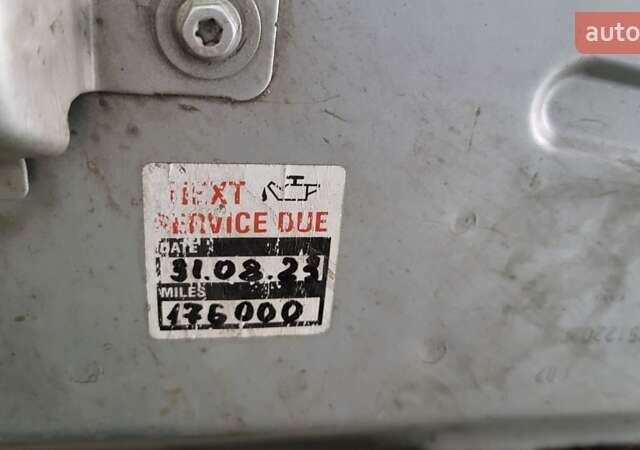 auto
NEXT
SERVICE DUE
DATE
31.08.23
MILES
176000